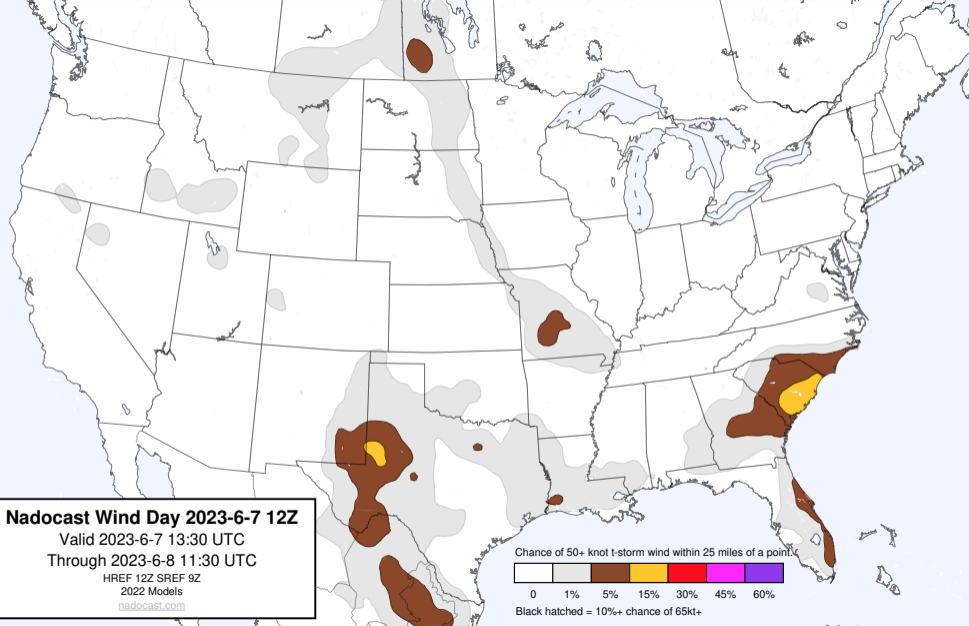 Nadocast Wind Day 2023-6-7 12Z
Valid 2023-6-7 13:30 UTC
Through 2023-6-8 11:30 UTC
HREF 12Z SREF 9Z
2022 Models
nadocast.com
Chance of 50+ knot t-storm wind within 25 miles of a point.
0 1% 5% 15% 30% 45% 60%
Black hatched = 10%+ chance of 65kt+